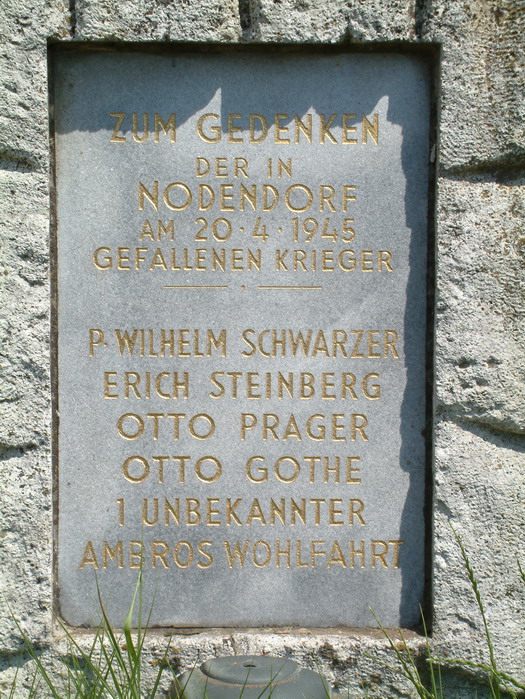 ZUM GEDENKEN
DER IN
NODENDORF
AM 20·4·1945
GEFALLENEN KRIEGER
P. WILHELM SCHWARZER
ERICH STEINBERG
OTTO PRAGER
OTTO GOTHE
1 UNBEKANNTER
AMBROS WOHLFAHRT